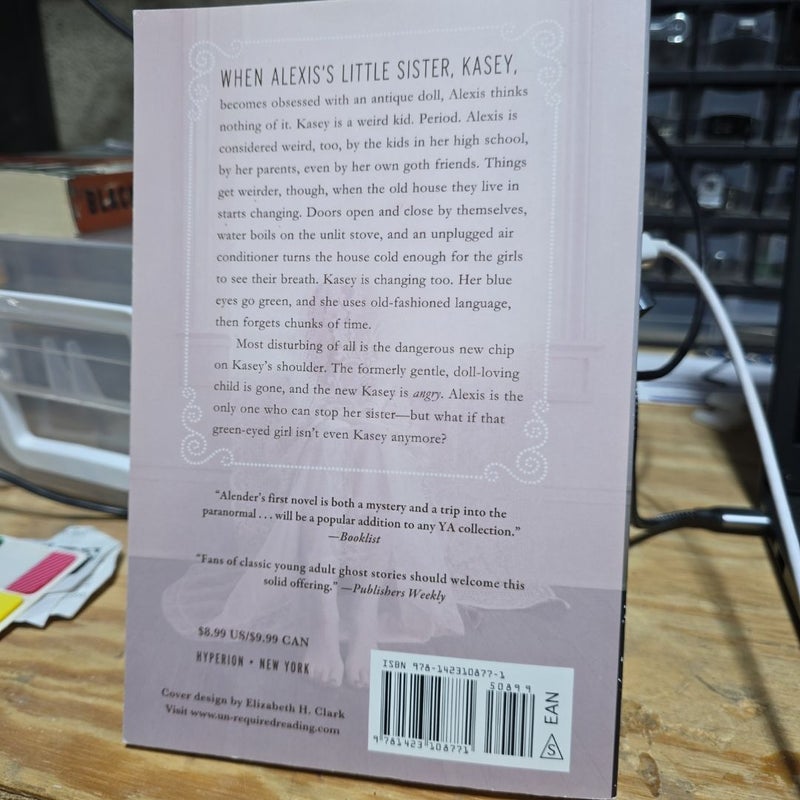 WHEN ALEXIS'S LITTLE SISTER, KASEY,
becomes obsessed with an antique doll, Alexis thinks
nothing of it. Kasey is a weird kid. Period. Alexis is
considered weird, too, by the kids in her high school,
by her parents, even by her own goth friends. Things
get weirder, though, when the old house they live in
starts changing. Doors open and close by themselves,
water boils on the unlit stove, and an unplugged air
conditioner turns the house cold enough for the girls
to see their breath. Kasey is changing too. Her blue
eyes go green, and she uses old-fashioned language,
then forgets chunks of time.
Most disturbing of all is the dangerous new chip
on Kasey's shoulder. The formerly gentle, doll-loving
child is gone, and the new Kasey is angry. Alexis is the
only one who can stop her sister—but what if that
green-eyed girl isn't even Kasey anymore?
"Alender's first novel is both a mystery and a trip into the
paranormal . . . will be a popular addition to any YA collection."
—Booklist
"Fans of classic young adult ghost stories should welcome this
solid offering." —Publishers Weekly
$8.99 US/$9.99 CAN
HYPERION • NEW YORK
Cover design by Elizabeth H. Clark
Visit www.un-requiredreading.com
ISBN 978-142310877-1
50899
9 781423 108771
S EAN
BLAC